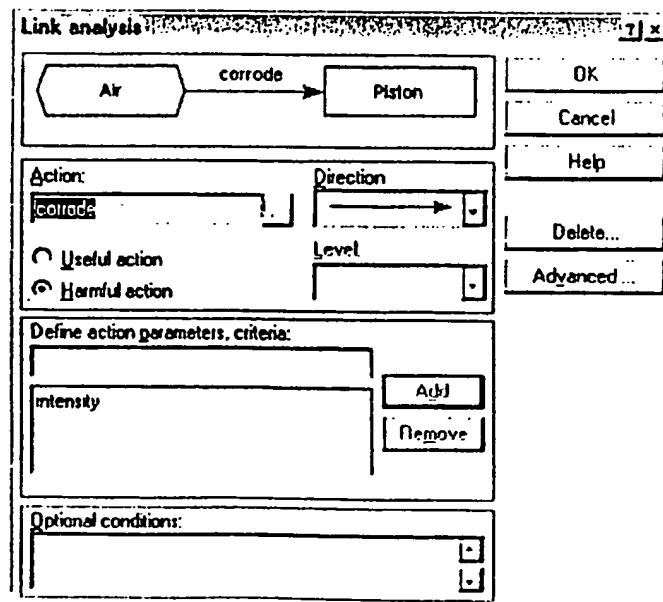 Link analysis ? ×
Air corrode Piston
OK
Cancel
Help
Action:
corrode
Direction
Useful action
Harmful action
Level
Delete...
Advanced...
Define action parameters, criteria:
intensity
Add
Remove
Optional conditions: